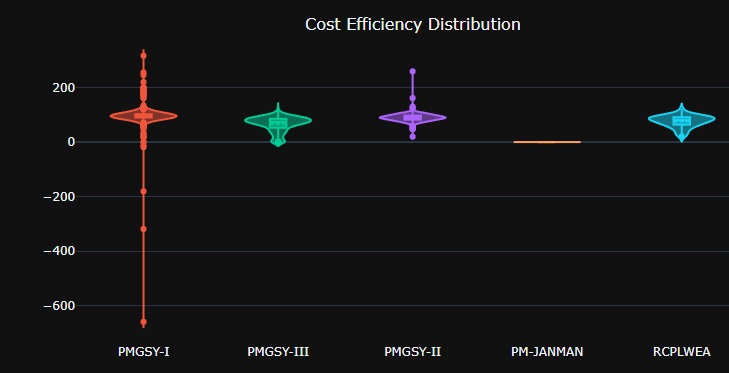 Cost Efficiency Distribution
200
0
−200
−400
−600
PMGSY-I PMGSY-III PMGSY-II PM-JANMAN RCPLWEA